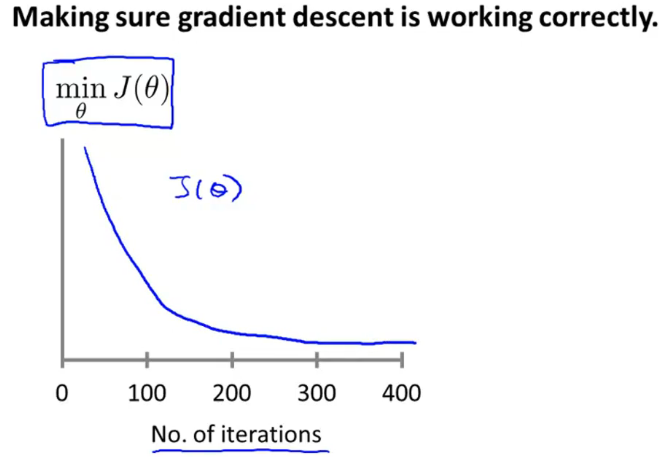 Making sure gradient descent is working correctly.
min J(θ)
θ
J(θ)
0 100 200 300 400
No. of iterations